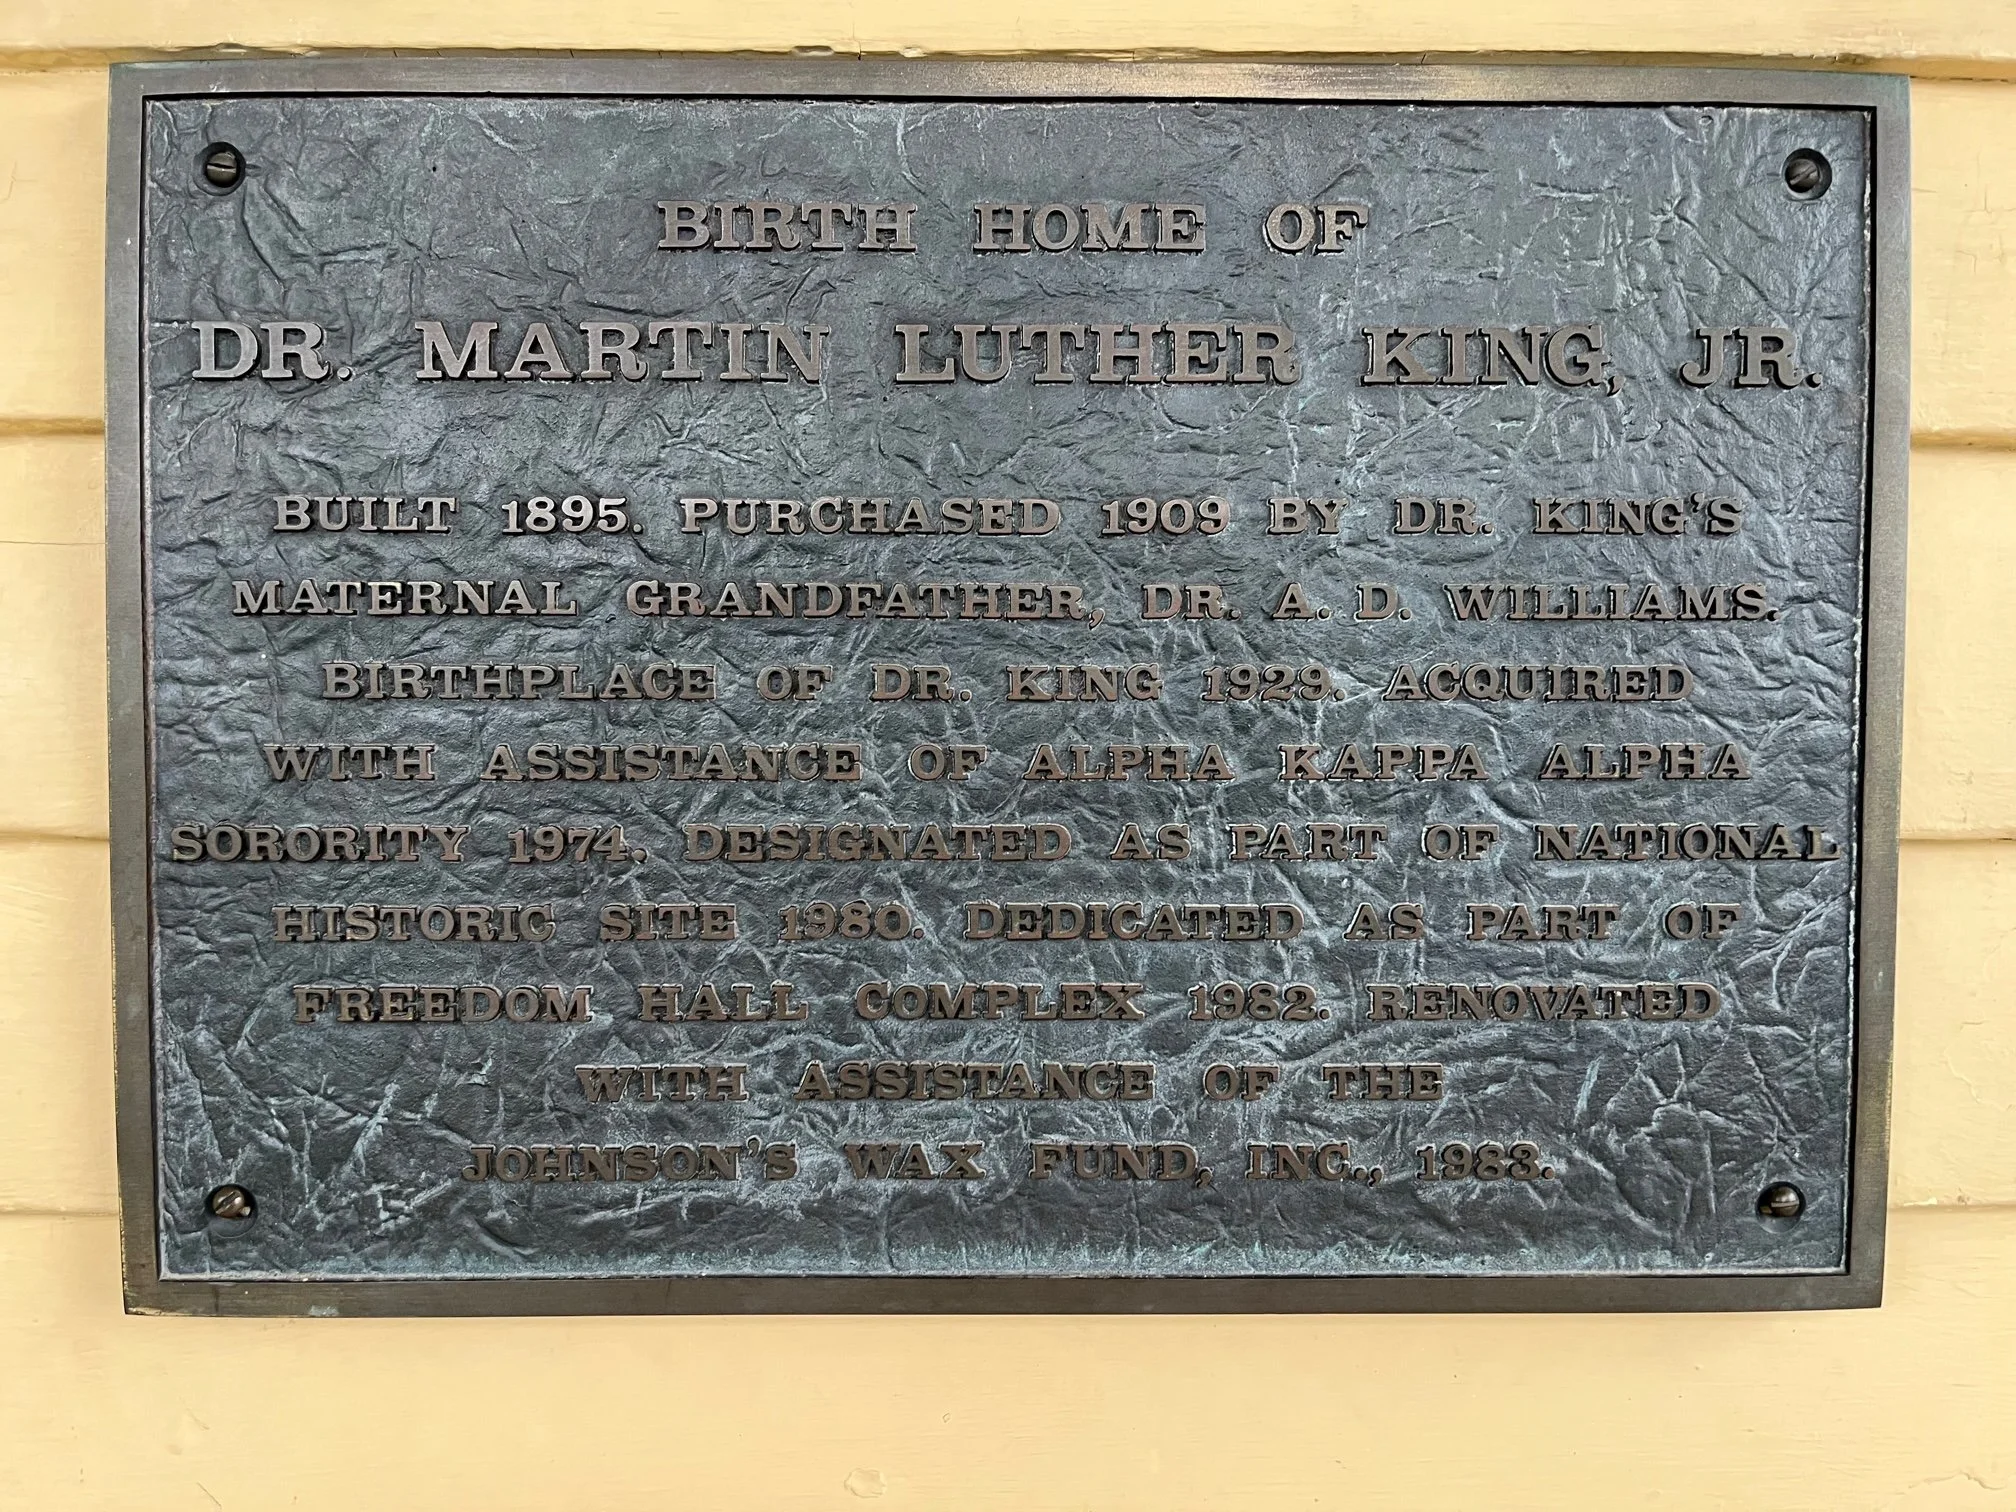 BIRTH HOME OF
DR. MARTIN LUTHER KING, JR.
BUILT 1895. PURCHASED 1909 BY DR. KING'S
MATERNAL GRANDFATHER, DR. A. D. WILLIAMS.
BIRTHPLACE OF DR. KING 1929. ACQUIRED
WITH ASSISTANCE OF ALPHA KAPPA ALPHA
SORORITY 1974. DESIGNATED AS PART OF NATIONAL
HISTORIC SITE 1980. DEDICATED AS PART OF
FREEDOM HALL COMPLEX 1982. RENOVATED
WITH ASSISTANCE OF THE
JOHNSON'S WAX FUND, INC., 1983.